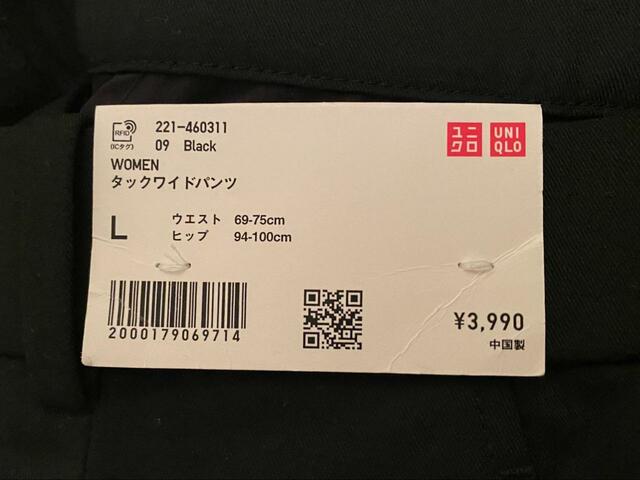 RFID
(ICタグ)
221-460311
09 Black
WOMEN
タックワイドパンツ
ユニ
クロ
UNI
QLO
L
ウエスト 69-75cm
ヒップ 94-100cm
2000179069714
¥3,990
中国製